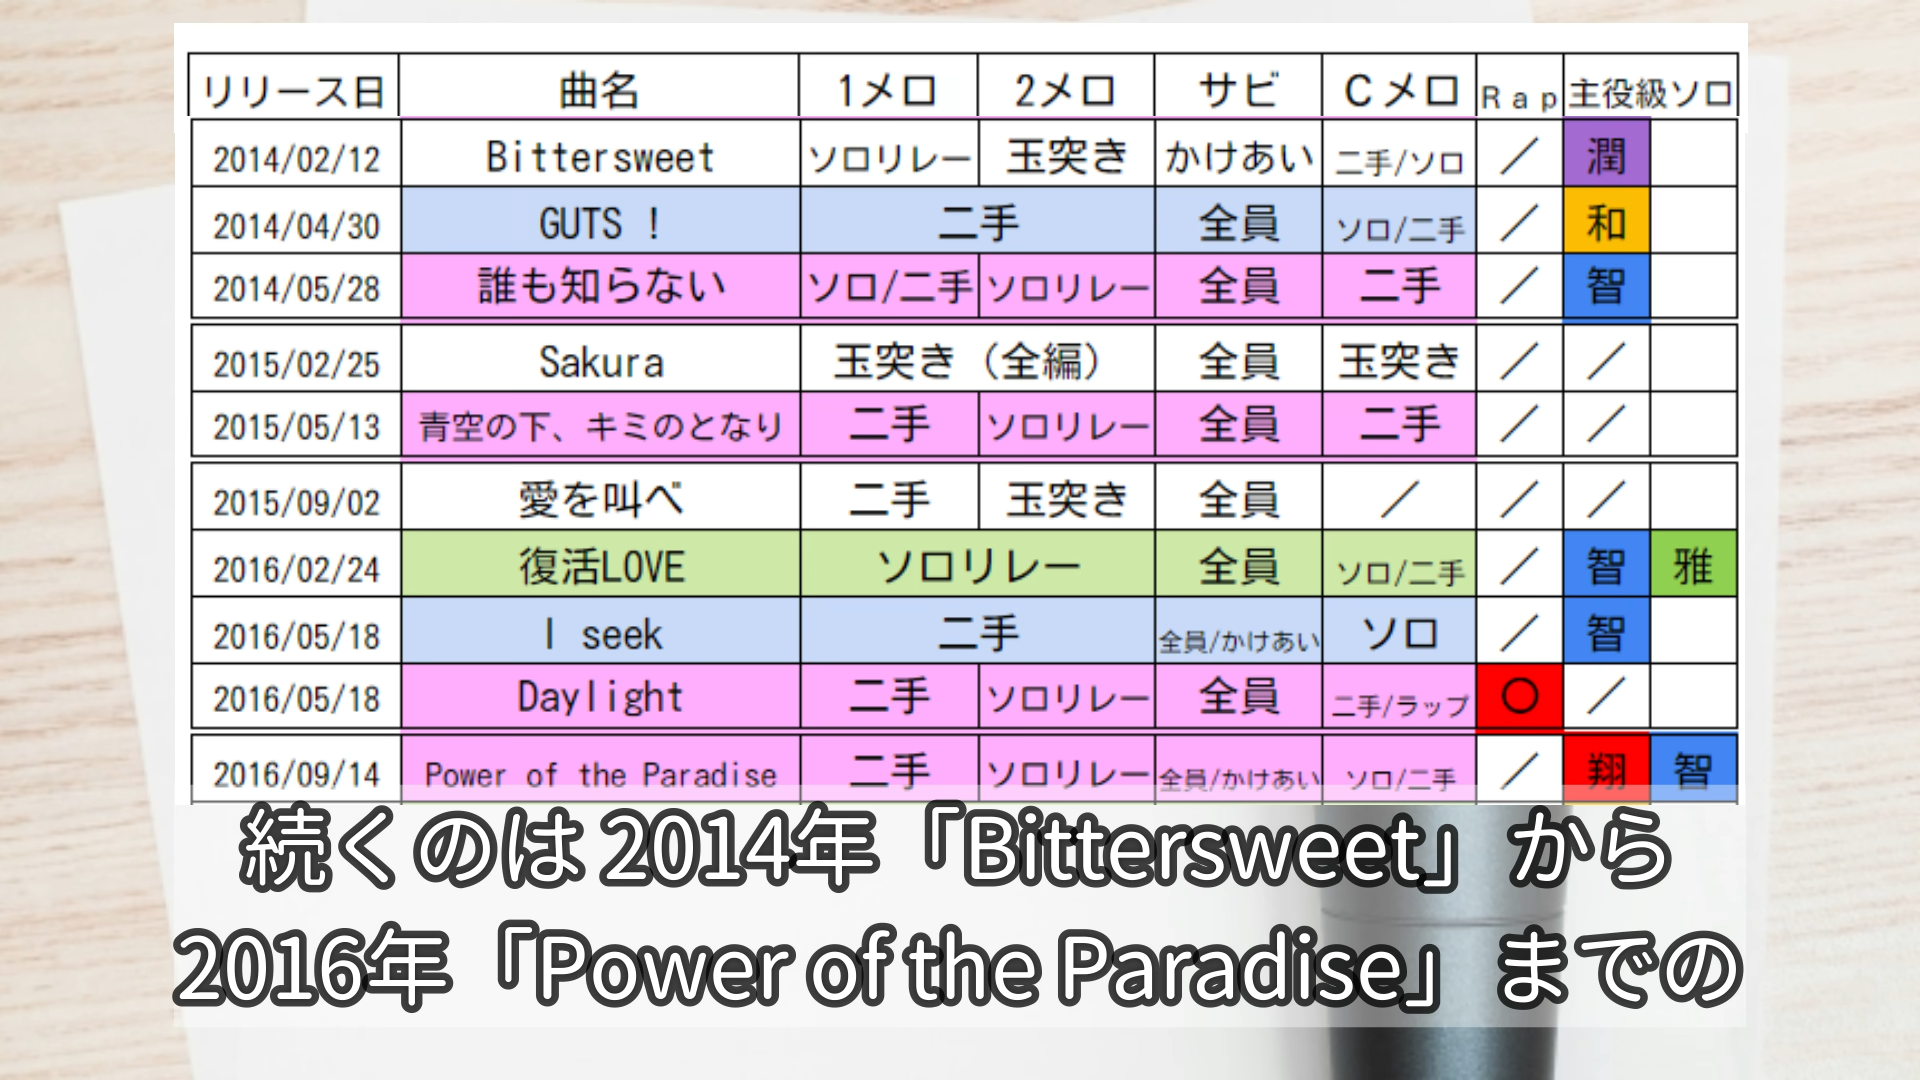 リリース日 曲名 1メロ 2メロ サビ Cメロ Rap 主役級ソロ
2014/02/12 Bittersweet ソロリレー 玉突き かけあい 二手/ソロ ／ 潤
2014/04/30 GUTS ! 二手 全員 ソロ/二手 ／ 和
2014/05/28 誰も知らない ソロ/二手 ソロリレー 全員 二手 ／ 智
2015/02/25 Sakura 玉突き（全編） 全員 玉突き ／ ／
2015/05/13 青空の下、キミのとなり 二手 ソロリレー 全員 二手 ／ ／
2015/09/02 愛を叫べ 二手 玉突き 全員 ／ ／ ／
2016/02/24 復活LOVE ソロリレー 全員 ソロ/二手 ／ 智 雅
2016/05/18 I seek 二手 全員/かけあい ソロ ／ 智
2016/05/18 Daylight 二手 ソロリレー 全員 二手/ラップ 〇 ／
2016/09/14 Power of the Paradise 二手 ソロリレー 全員/かけあい ソロ/二手 ／ 翔 智
続くのは 2014年「Bittersweet」から
2016年「Power of the Paradise」までの